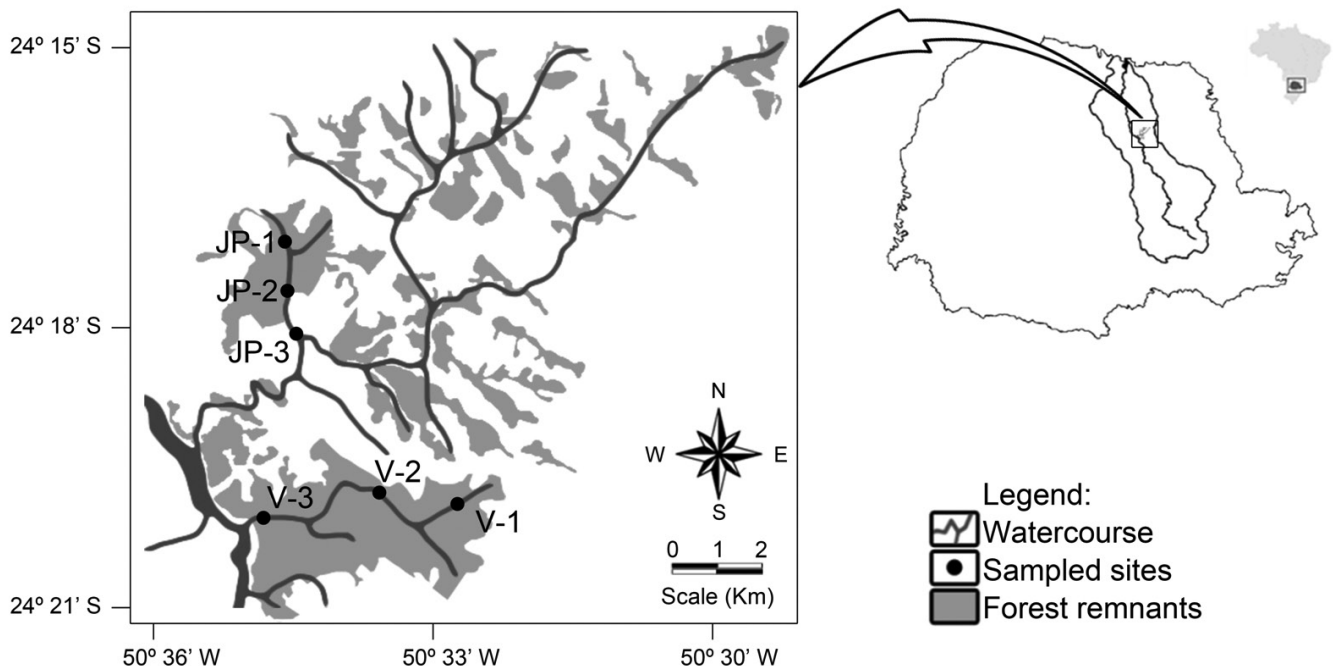 24º 15’ S
24º 18’ S
24º 21’ S
50º 36’ W
50º 33’ W
50º 30’ W
JP-1
JP-2
JP-3
V-2
V-3
V-1
N
W
E
S
0 1 2
Scale (Km)
Legend:
Watercourse
Sampled sites
Forest remnants